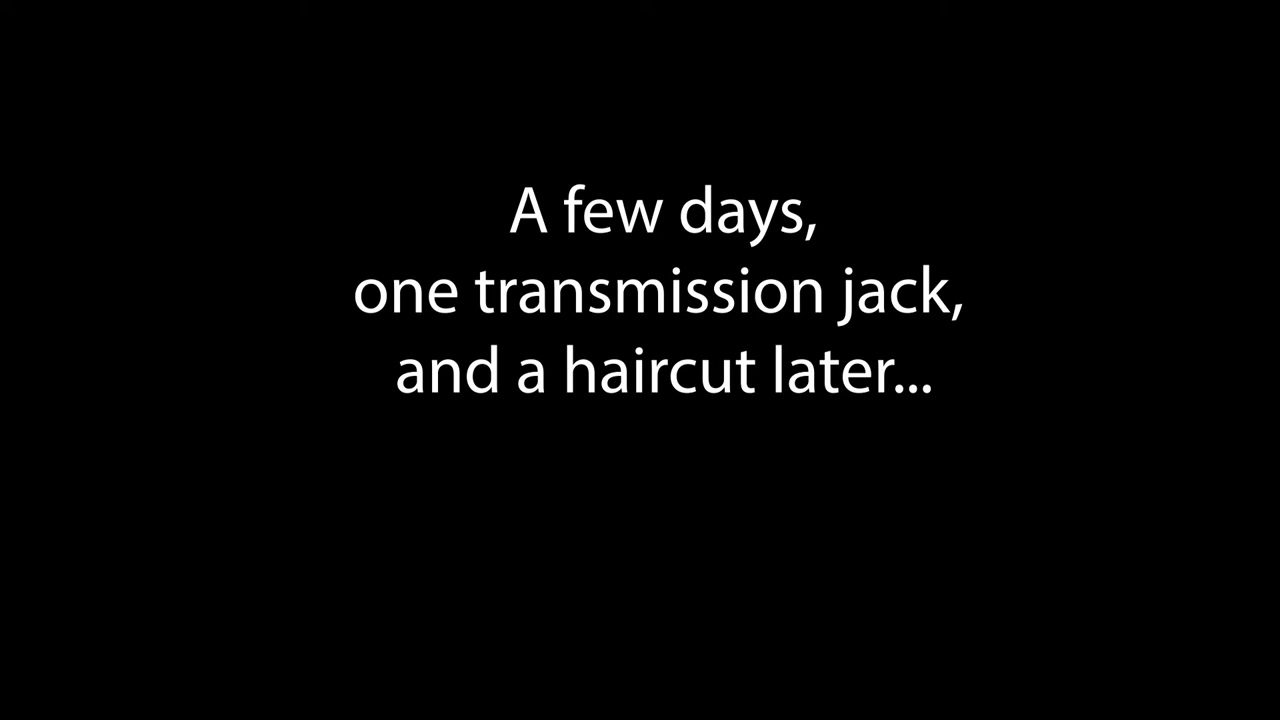 A few days,
one transmission jack,
and a haircut later...